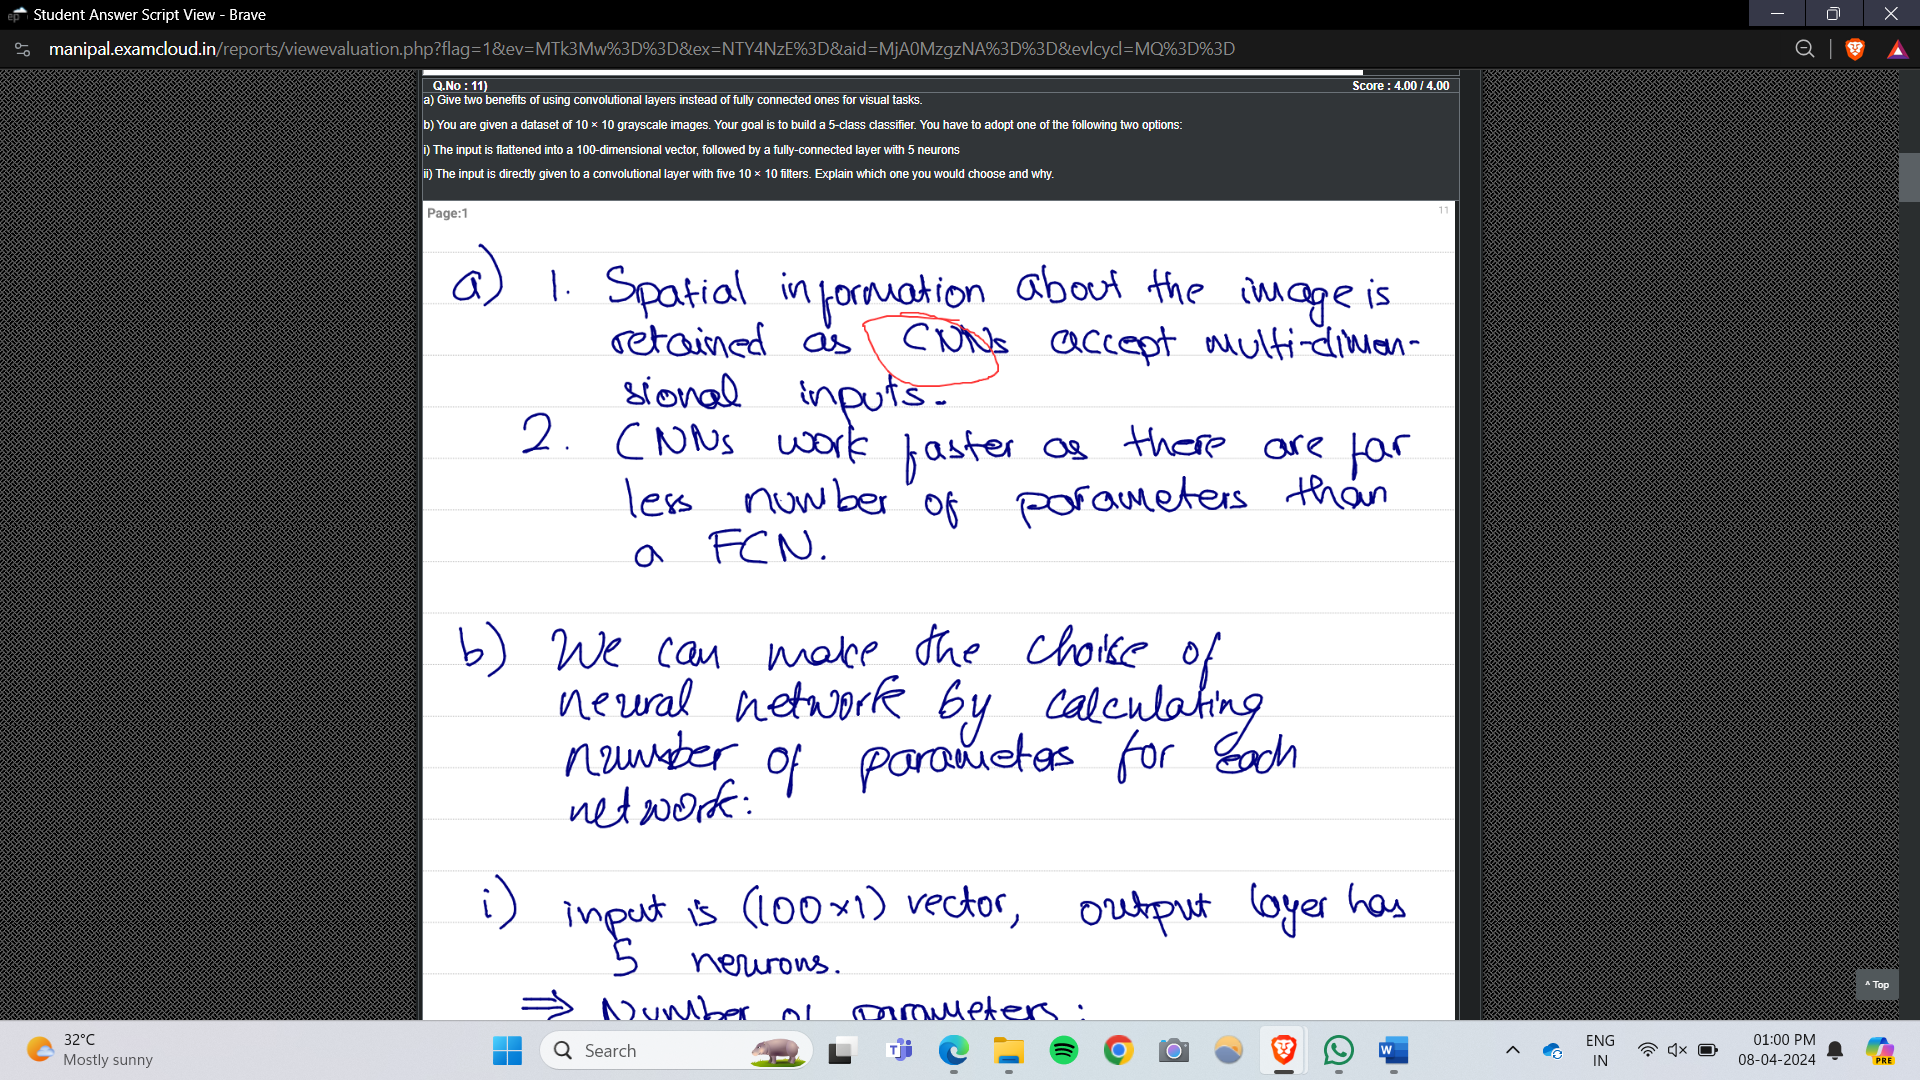 Student Answer Script View - Brave
manipal.examcloud.in/reports/viewevaluation.php?flag=1&ev=MTk3Mw%3D%3D&ex=NTY4NzE%3D&aid=MjA0MzgzNA%3D%3D&evlcycl=MQ%3D%3D
Q.No : 11) Score : 4.00 / 4.00
a) Give two benefits of using convolutional layers instead of fully connected ones for visual tasks.
b) You are given a dataset of 10 × 10 grayscale images. Your goal is to build a 5-class classifier. You have to adopt one of the following two options:
i) The input is flattened into a 100-dimensional vector, followed by a fully-connected layer with 5 neurons
ii) The input is directly given to a convolutional layer with five 10 × 10 filters. Explain which one you would choose and why.
Page:1 11
a) 1. Spatial information about the image is
retained as CNNs accept multi-dimen-
sional inputs.
2. CNNs work faster as there are far
less number of parameters than
a FCN.
b) We can make the choise of
neural network by calculating
number of parameters for each
network:
i) input is (100×1) vector, output layer has
5 neurons.
⇒ Number of parameters :
^ Top
32°C
Mostly sunny
Search
ENG
IN
01:00 PM
08-04-2024
PRE